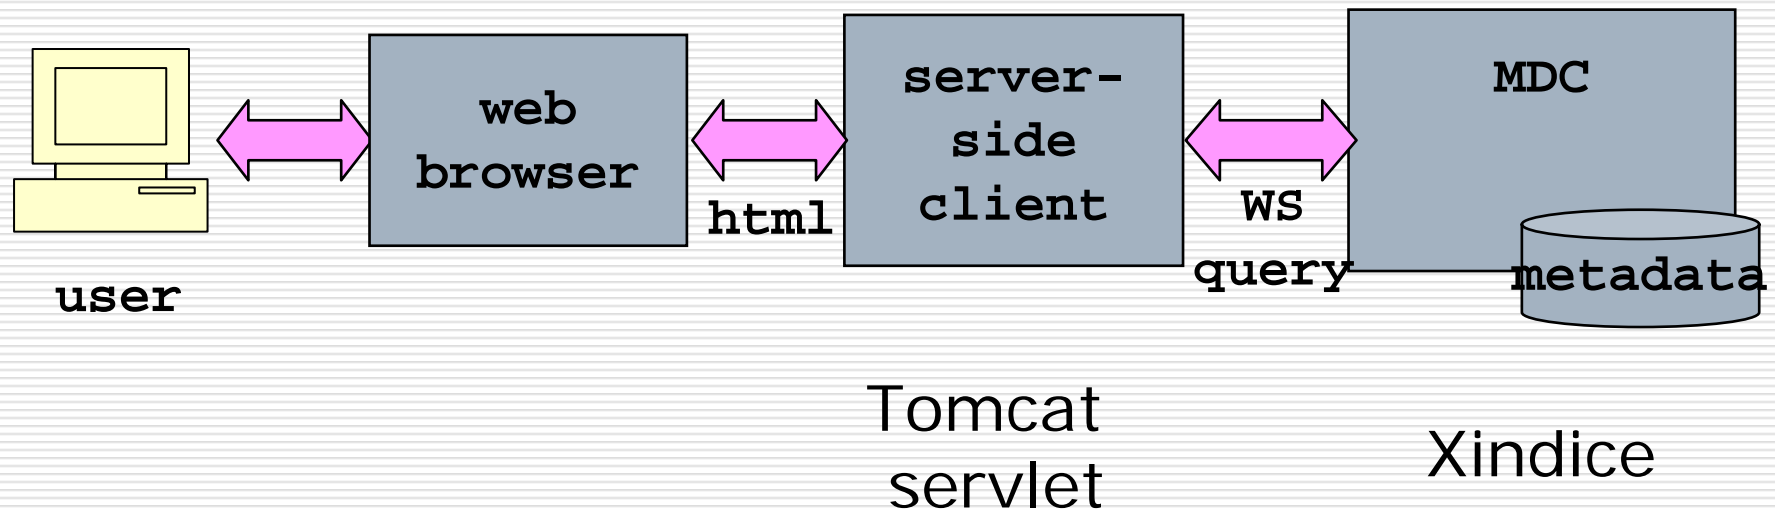 user
web
browser
html
server-
side
client
WS
query
MDC
metadata
Tomcat
servlet
Xindice